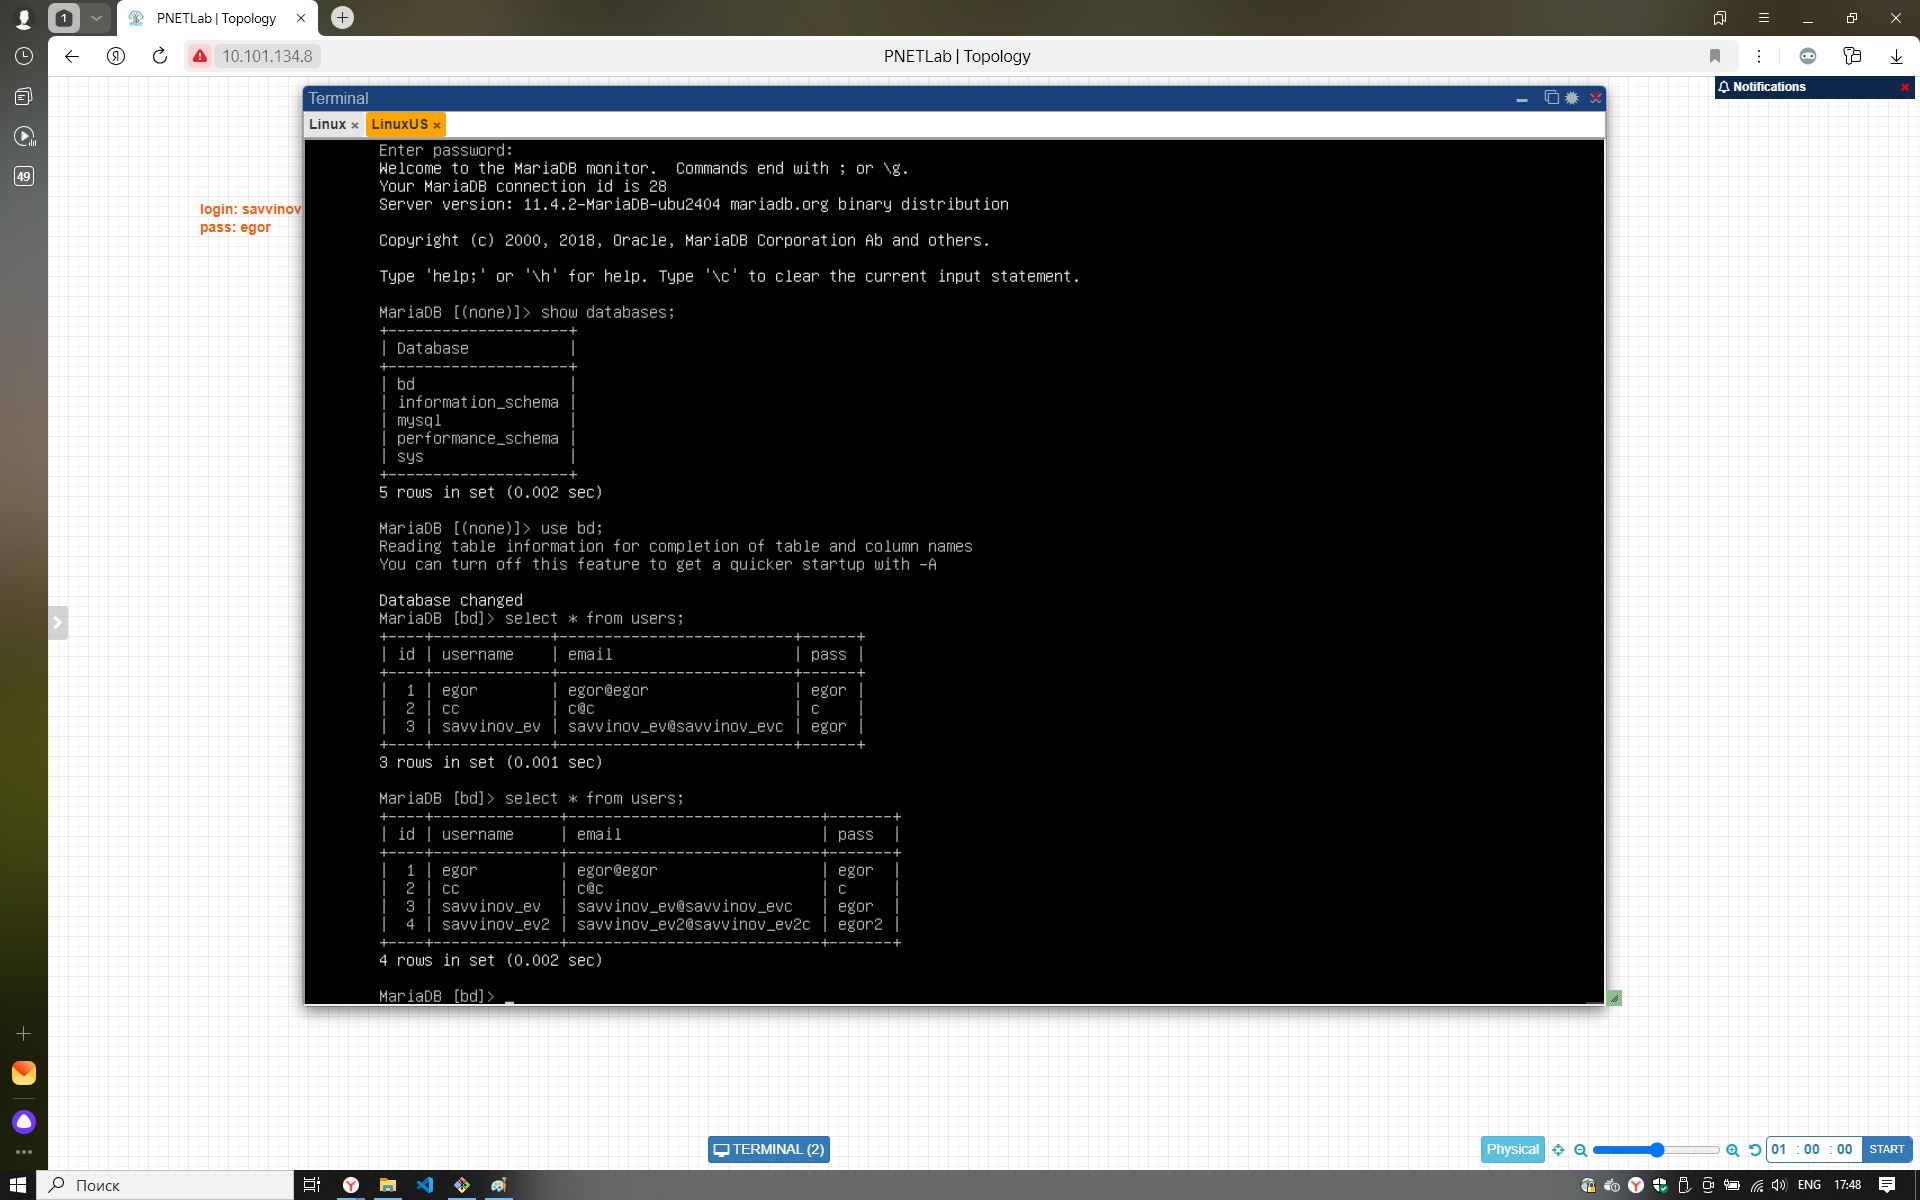 1
PNETLab | Topology
10.101.134.8
PNETLab | Topology
49
Notifications
login: savvinov
pass: egor
Terminal
Linux
LinuxUS
Enter password:
Welcome to the MariaDB monitor.  Commands end with ; or \g.
Your MariaDB connection id is 28
Server version: 11.4.2-MariaDB-ubu2404 mariadb.org binary distribution
Copyright (c) 2000, 2018, Oracle, MariaDB Corporation Ab and others.
Type 'help;' or '\h' for help. Type '\c' to clear the current input statement.
MariaDB [(none)]> show databases;
+--------------------+
| Database           |
+--------------------+
| bd                 |
| information_schema |
| mysql              |
| performance_schema |
| sys                |
+--------------------+
5 rows in set (0.002 sec)
MariaDB [(none)]> use bd;
Reading table information for completion of table and column names
You can turn off this feature to get a quicker startup with -A
Database changed
MariaDB [bd]> select * from users;
+----+-------------+--------------------------+------+
| id | username    | email                    | pass |
+----+-------------+--------------------------+------+
|  1 | egor        | egor@egor                | egor |
|  2 | cc          | c@c                      | c    |
|  3 | savvinov_ev | savvinov_ev@savvinov_evc | egor |
+----+-------------+--------------------------+------+
3 rows in set (0.001 sec)
MariaDB [bd]> select * from users;
+----+--------------+----------------------------+-------+
| id | username     | email                      | pass  |
+----+--------------+----------------------------+-------+
|  1 | egor         | egor@egor                  | egor  |
|  2 | cc           | c@c                        | c     |
|  3 | savvinov_ev  | savvinov_ev@savvinov_evc   | egor  |
|  4 | savvinov_ev2 | savvinov_ev2@savvinov_ev2c | egor2 |
+----+--------------+----------------------------+-------+
4 rows in set (0.002 sec)
MariaDB [bd]> _
TERMINAL (2)
Physical
01 : 00 : 00
START
Поиск
ENG
17:48